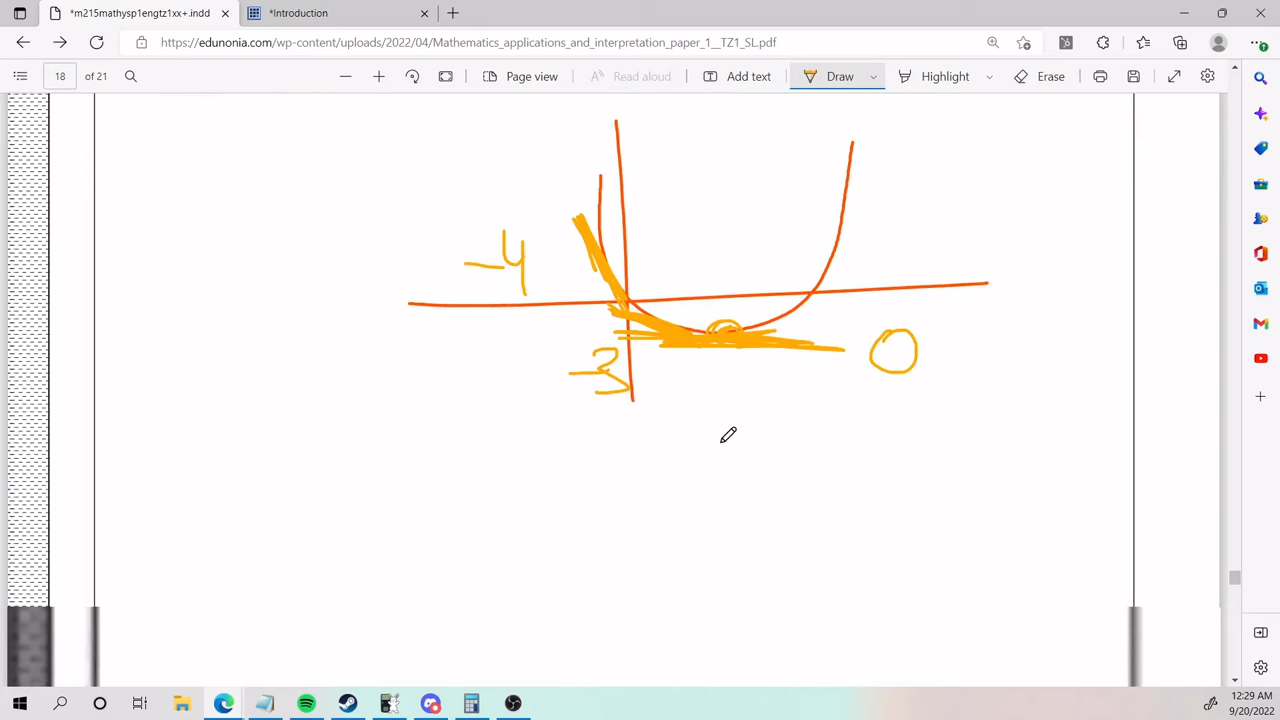 *m215mathysp1engtz1xx+.indd
*Introduction
https://edunonia.com/wp-content/uploads/2022/04/Mathematics_applications_and_interpretation_paper_1__TZ1_SL.pdf
18 of 21
Page view
Read aloud
Add text
Draw
Highlight
Erase
-4
-3
0
12:29 AM
9/20/2022